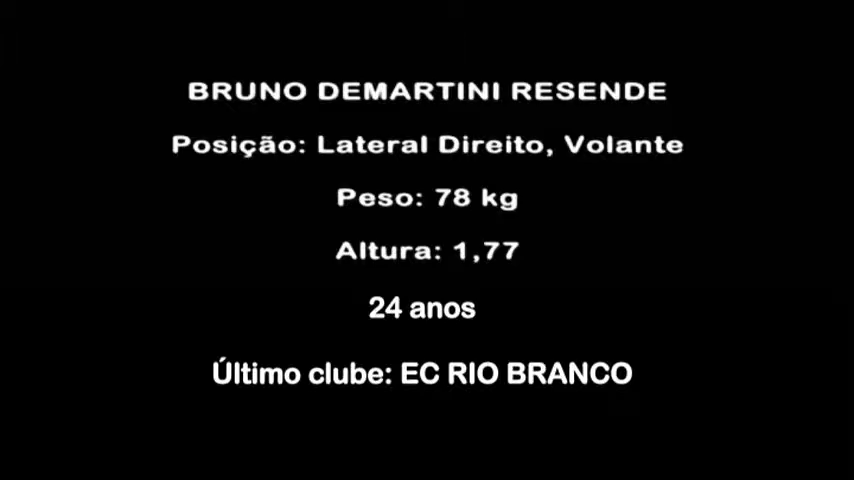 BRUNO DEMARTINI RESENDE
Posição: Lateral Direito, Volante
Peso: 78 kg
Altura: 1,77
24 anos
Último clube: EC RIO BRANCO